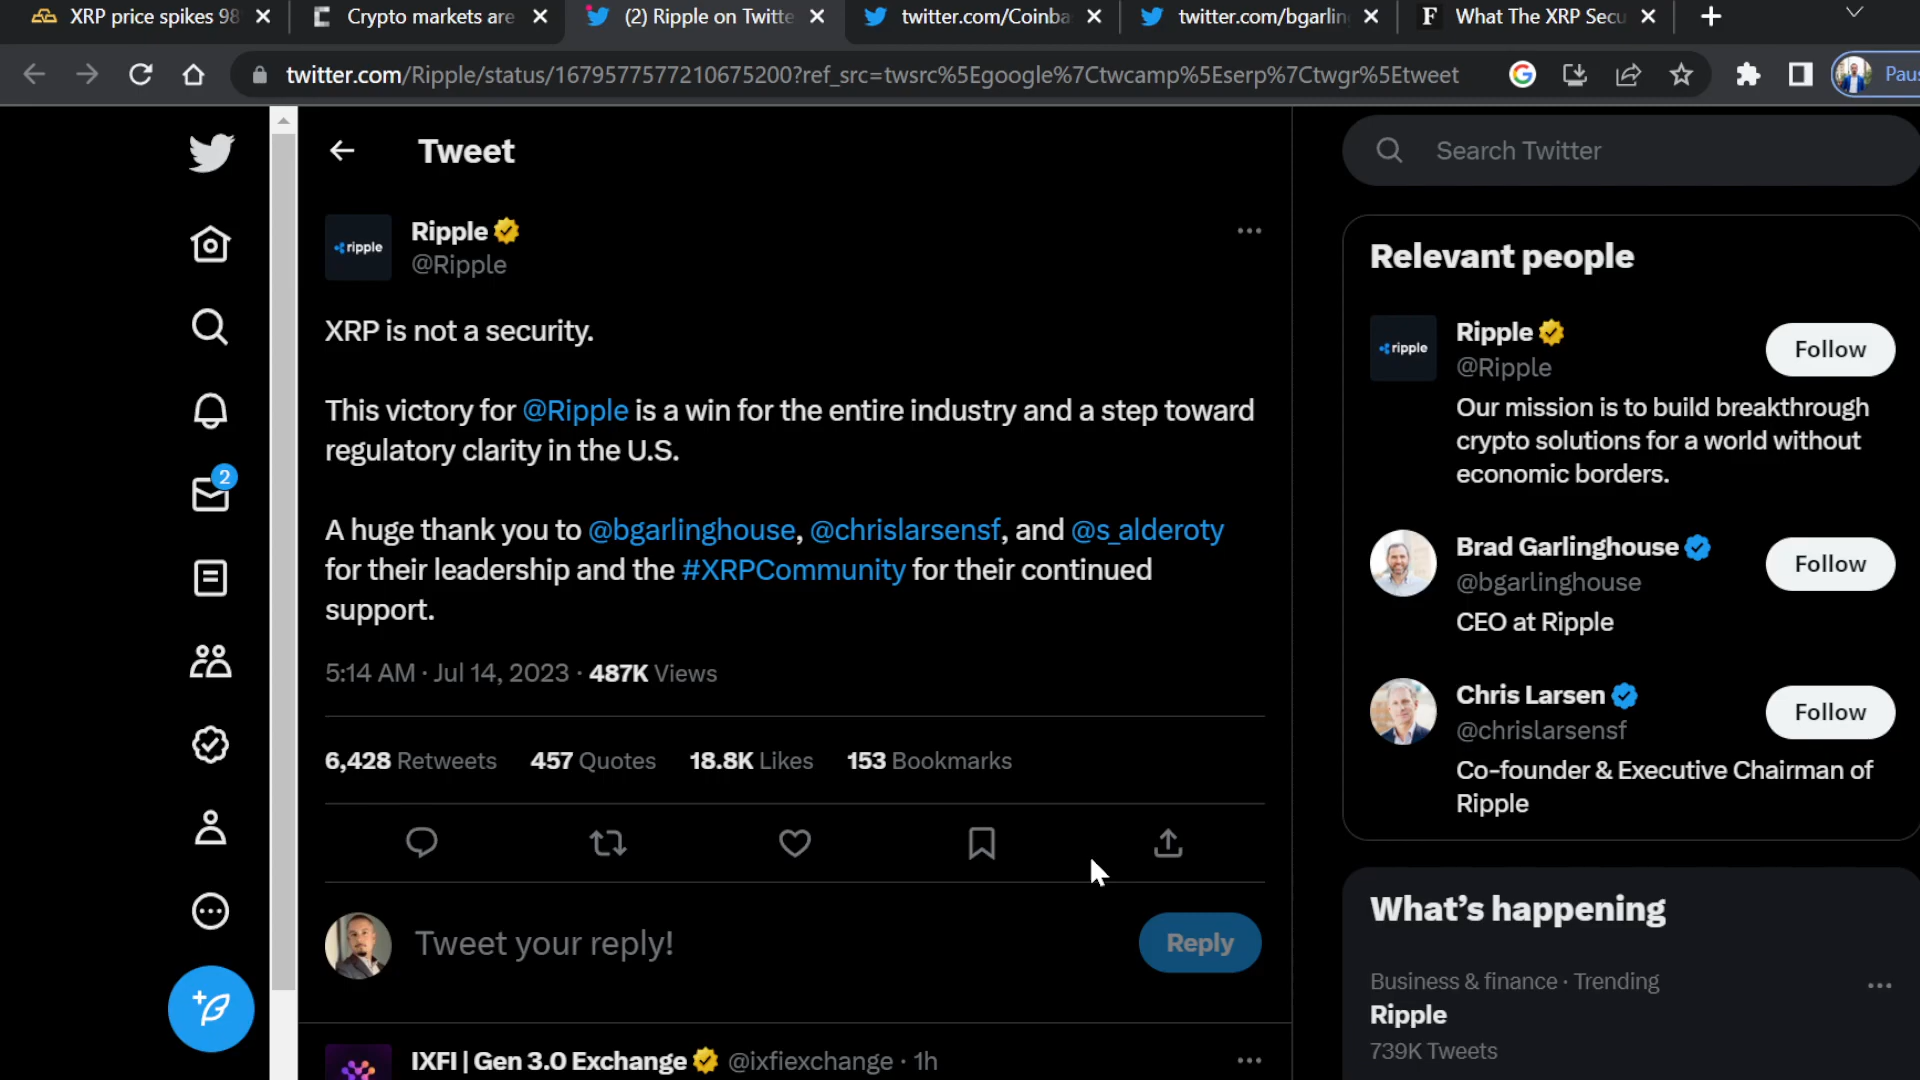 XRP price spikes 98
Crypto markets are
(2) Ripple on Twitte
twitter.com/Coinba
twitter.com/bgarlin
What The XRP Secu
twitter.com/Ripple/status/1679577577210675200?ref_src=twsrc%5Egoogle%7Ctwcamp%5Eserp%7Ctwgr%5Etweet
Paus
Tweet
Search Twitter
ripple
Ripple
@Ripple
XRP is not a security.
This victory for @Ripple is a win for the entire industry and a step toward
regulatory clarity in the U.S.
A huge thank you to @bgarlinghouse, @chrislarsensf, and @s_alderoty
for their leadership and the #XRPCommunity for their continued
support.
5:14 AM · Jul 14, 2023 · 487K Views
6,428 Retweets 457 Quotes 18.8K Likes 153 Bookmarks
Tweet your reply!
Reply
IXFI | Gen 3.0 Exchange @ixfiexchange · 1h
2
Relevant people
ripple
Ripple
@Ripple
Follow
Our mission is to build breakthrough
crypto solutions for a world without
economic borders.
Brad Garlinghouse
@bgarlinghouse
Follow
CEO at Ripple
Chris Larsen
@chrislarsensf
Follow
Co-founder & Executive Chairman of
Ripple
What's happening
Business & finance · Trending
Ripple
739K Tweets